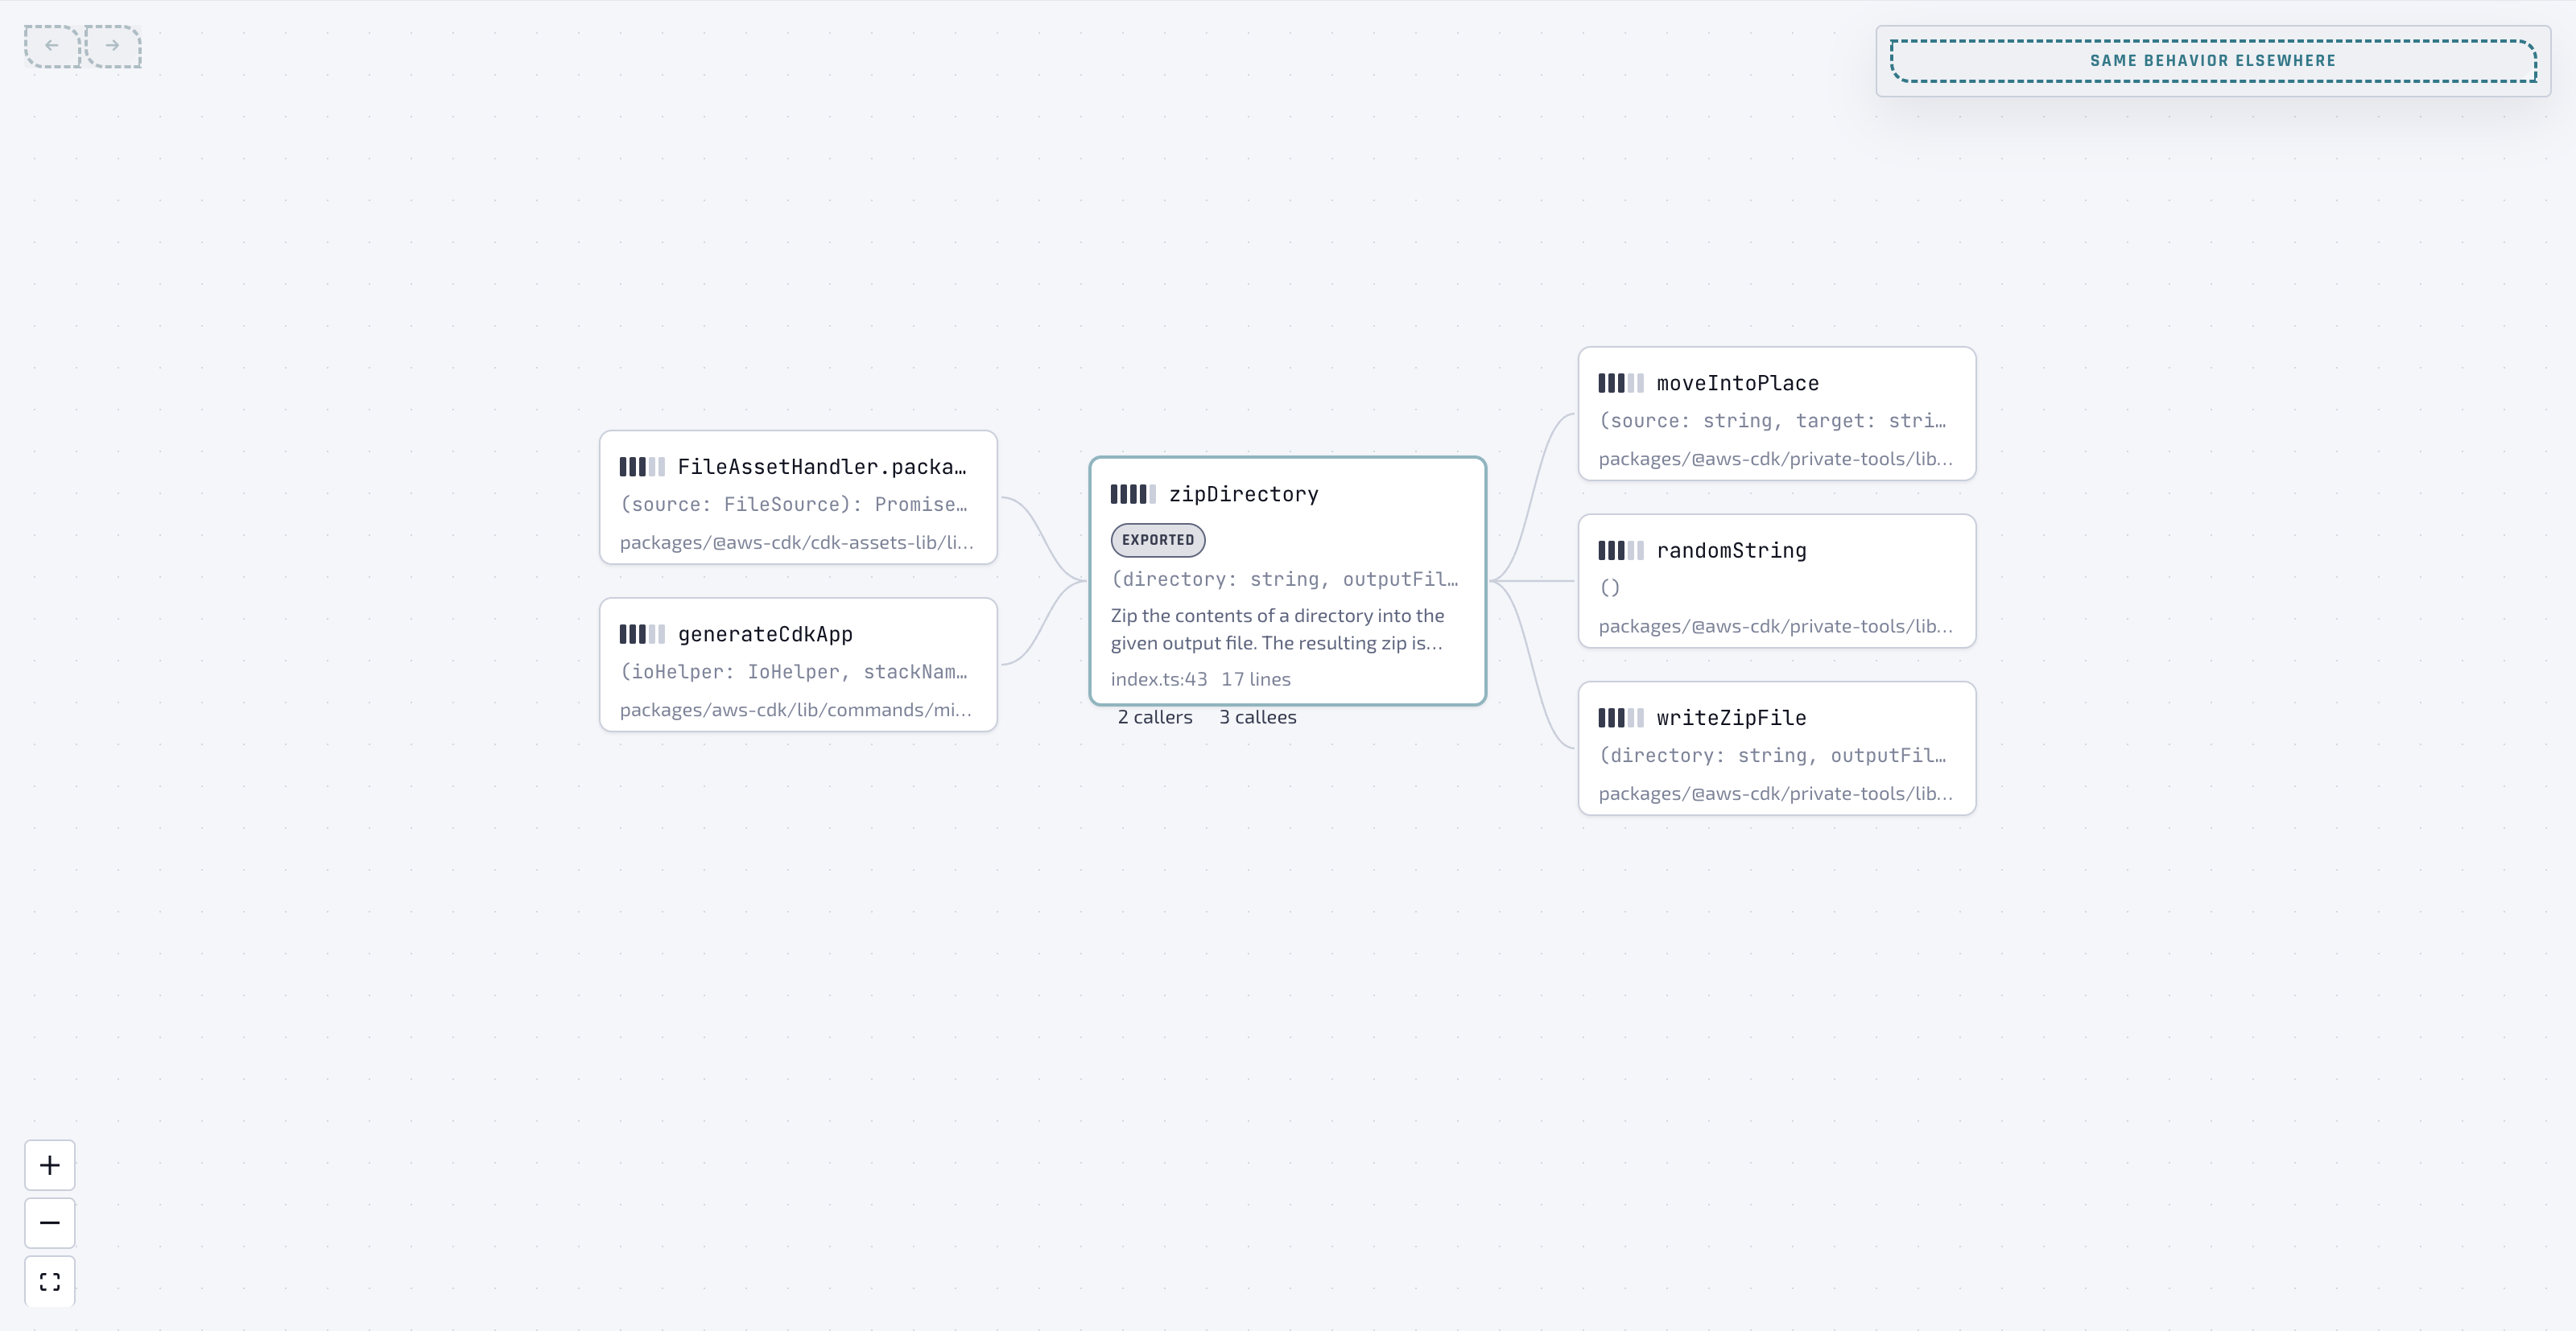 ←
→
SAME BEHAVIOR ELSEWHERE
FileAssetHandler.packa…
(source: FileSource): Promise…
packages/@aws-cdk/cdk-assets-lib/li…
generateCdkApp
(ioHelper: IoHelper, stackNam…
packages/aws-cdk/lib/commands/mi…
zipDirectory
EXPORTED
(directory: string, outputFil…
Zip the contents of a directory into the
given output file. The resulting zip is…
index.ts:43 17 lines
2 callers 3 callees
moveIntoPlace
(source: string, target: stri…
packages/@aws-cdk/private-tools/lib…
randomString
()
packages/@aws-cdk/private-tools/lib…
writeZipFile
(directory: string, outputFil…
packages/@aws-cdk/private-tools/lib…